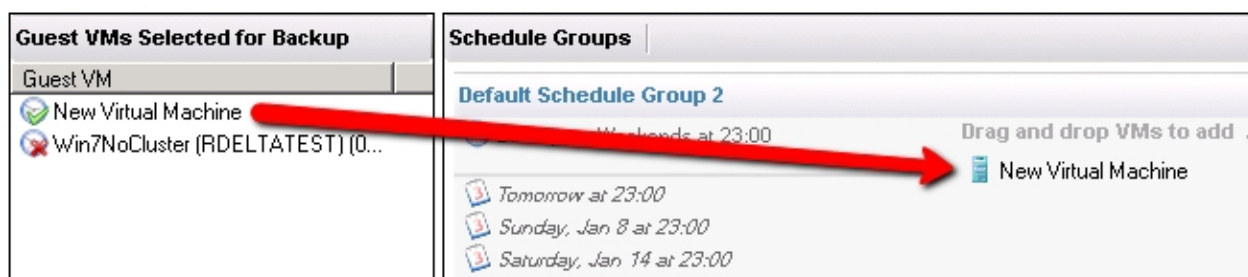 Guest VMs Selected for Backup
Guest VM
New Virtual Machine
Win7NoCluster (RDELTATEST) (0...
Schedule Groups
Default Schedule Group 2
Weekends at 23:00
Drag and drop VMs to add
New Virtual Machine
Tomorrow at 23:00
Sunday, Jan 8 at 23:00
Saturday, Jan 14 at 23:00